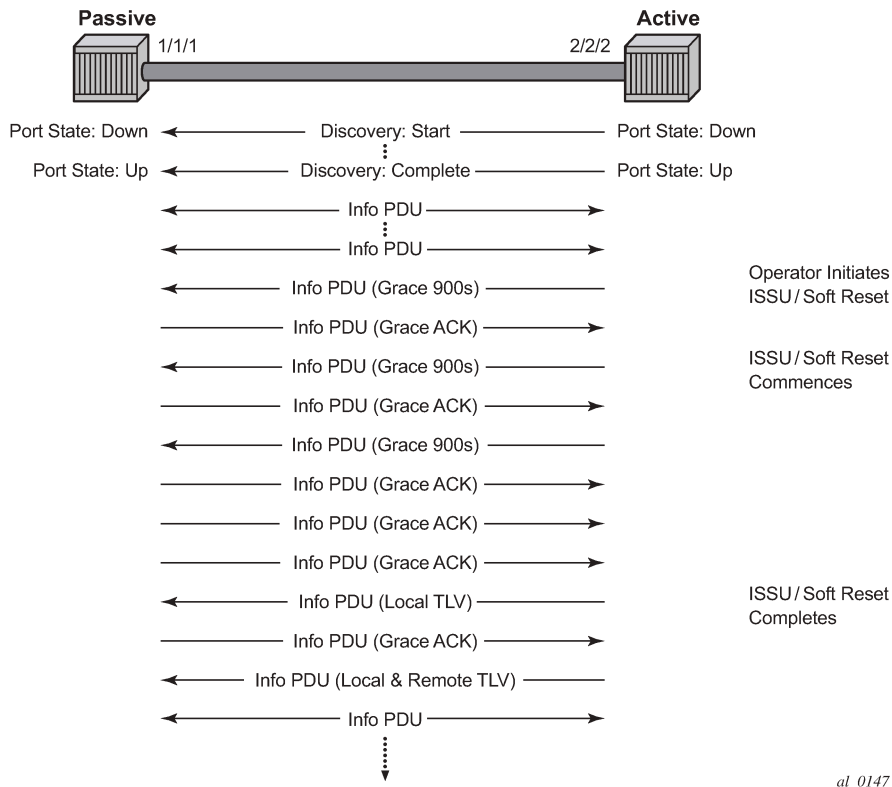 Passive
Active
1/1/1
2/2/2
Port State: Down
Discovery: Start
Port State: Down
Port State: Up
Discovery: Complete
Port State: Up
Info PDU
Info PDU
Info PDU (Grace 900s)
Operator Initiates
ISSU/Soft Reset
Info PDU (Grace ACK)
Info PDU (Grace 900s)
ISSU/Soft Reset
Commences
Info PDU (Grace ACK)
Info PDU (Grace 900s)
Info PDU (Grace ACK)
Info PDU (Grace ACK)
Info PDU (Grace ACK)
Info PDU (Local TLV)
ISSU/Soft Reset
Completes
Info PDU (Grace ACK)
Info PDU (Local & Remote TLV)
Info PDU
al_0147